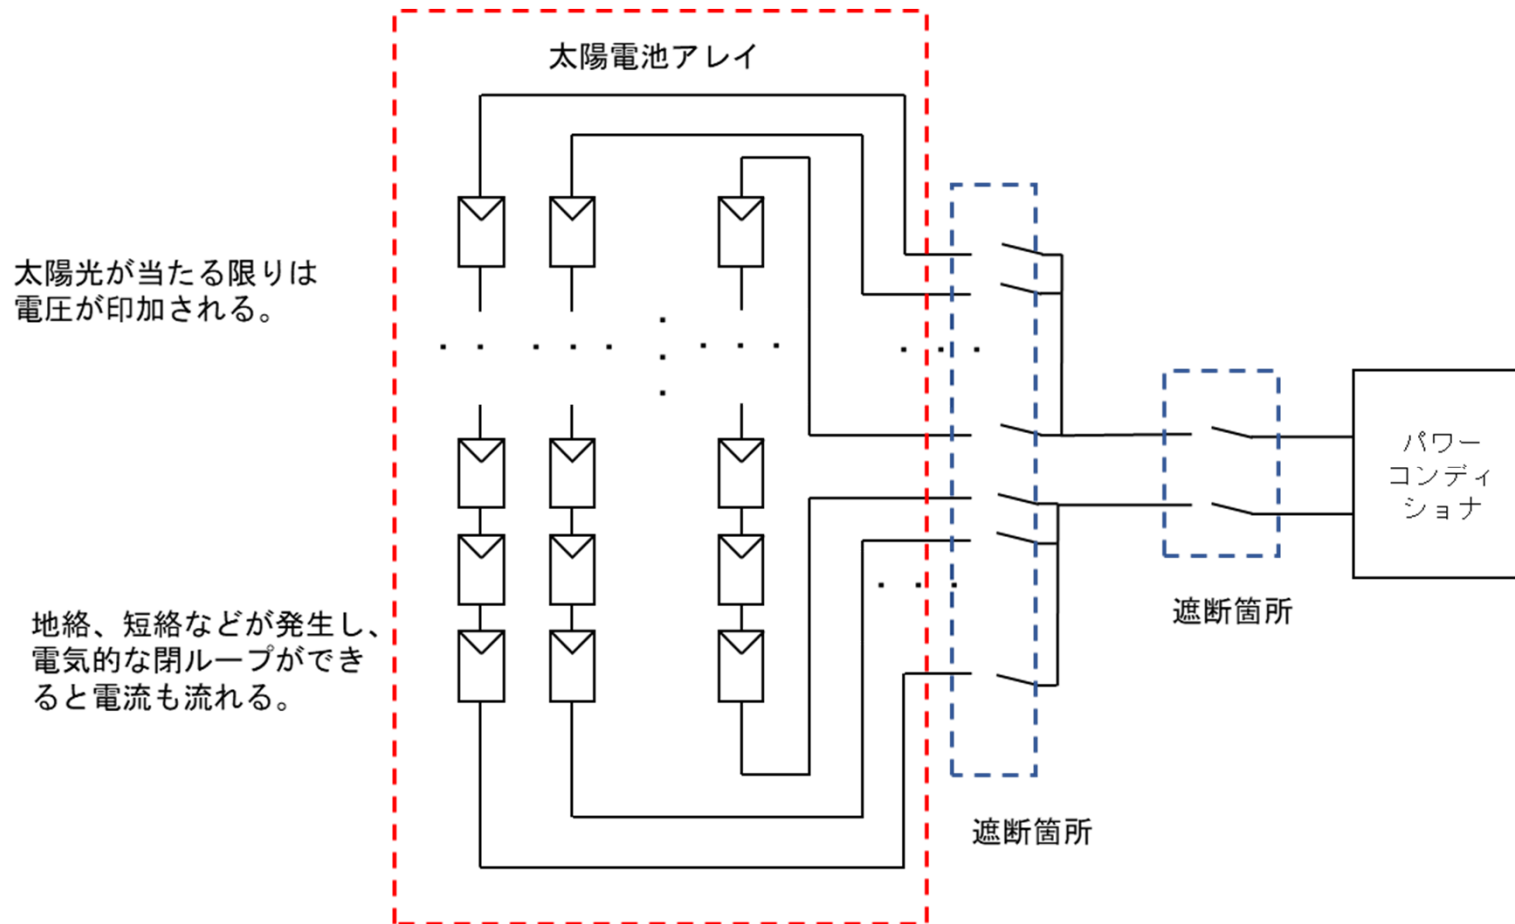 太陽電池アレイ
太陽光が当たる限りは
電圧が印加される。
パワー
コンディ
ショナ
遮断箇所
地絡、短絡などが発生し、
電気的な閉ループができ
ると電流も流れる。
遮断箇所